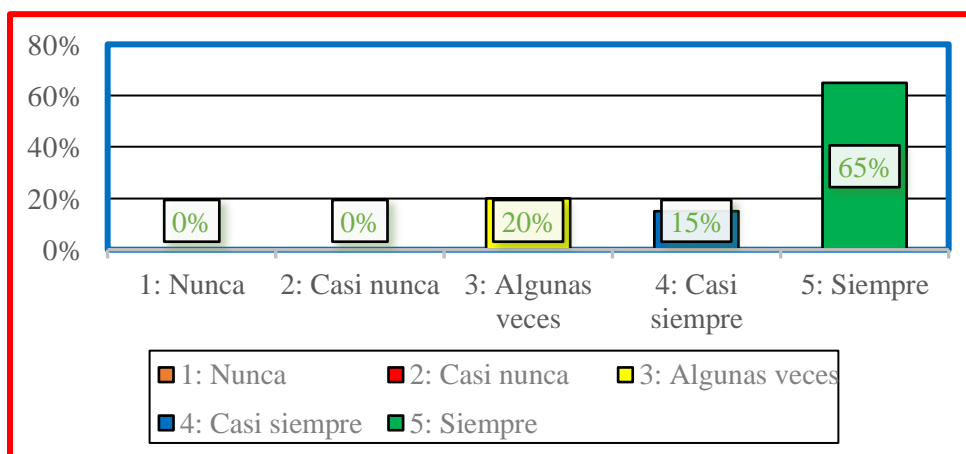 80%
60%
40%
20%
0%
0%
0%
20%
15%
65%
1: Nunca
2: Casi nunca
3: Algunas
veces
4: Casi
siempre
5: Siempre
1: Nunca
2: Casi nunca
3: Algunas veces
4: Casi siempre
5: Siempre